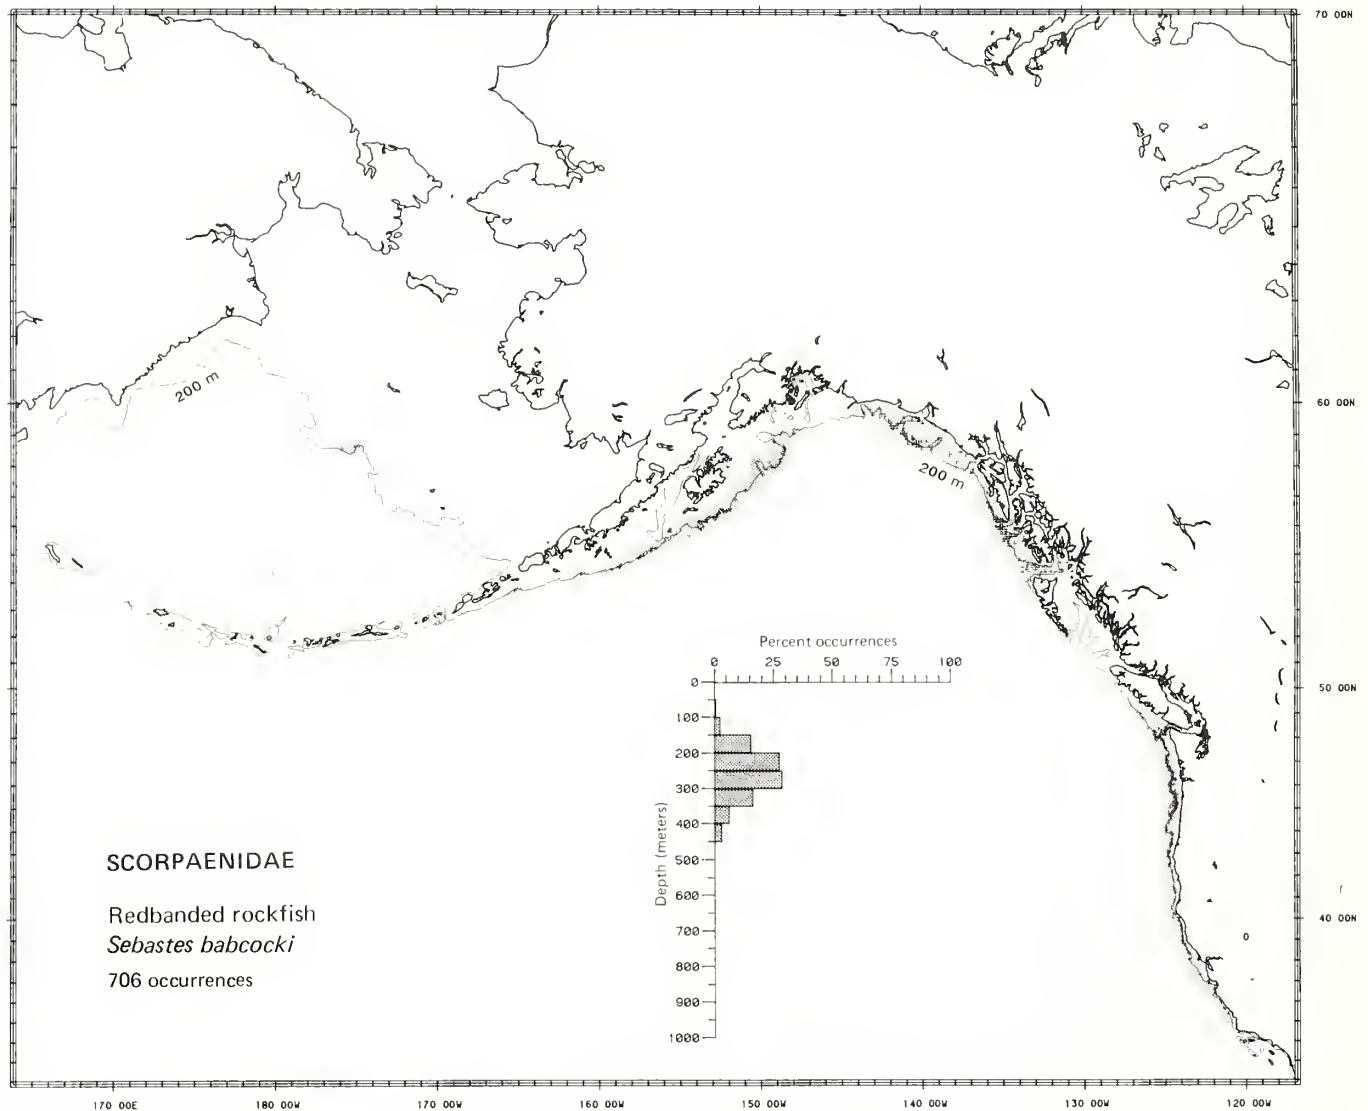 70 00N
200 m
60 00N
200 m
Percent occurrences
0 25 50 75 100
50 00N
0
100
200
300
400
500
600
700
800
900
1000
Depth (meters)
SCORPAENIDAE
Redbanded rockfish
Sebastes babcocki
706 occurrences
40 00N
170 00E 180 00W 170 00W 160 00W 150 00W 140 00W 130 00W 120 00W